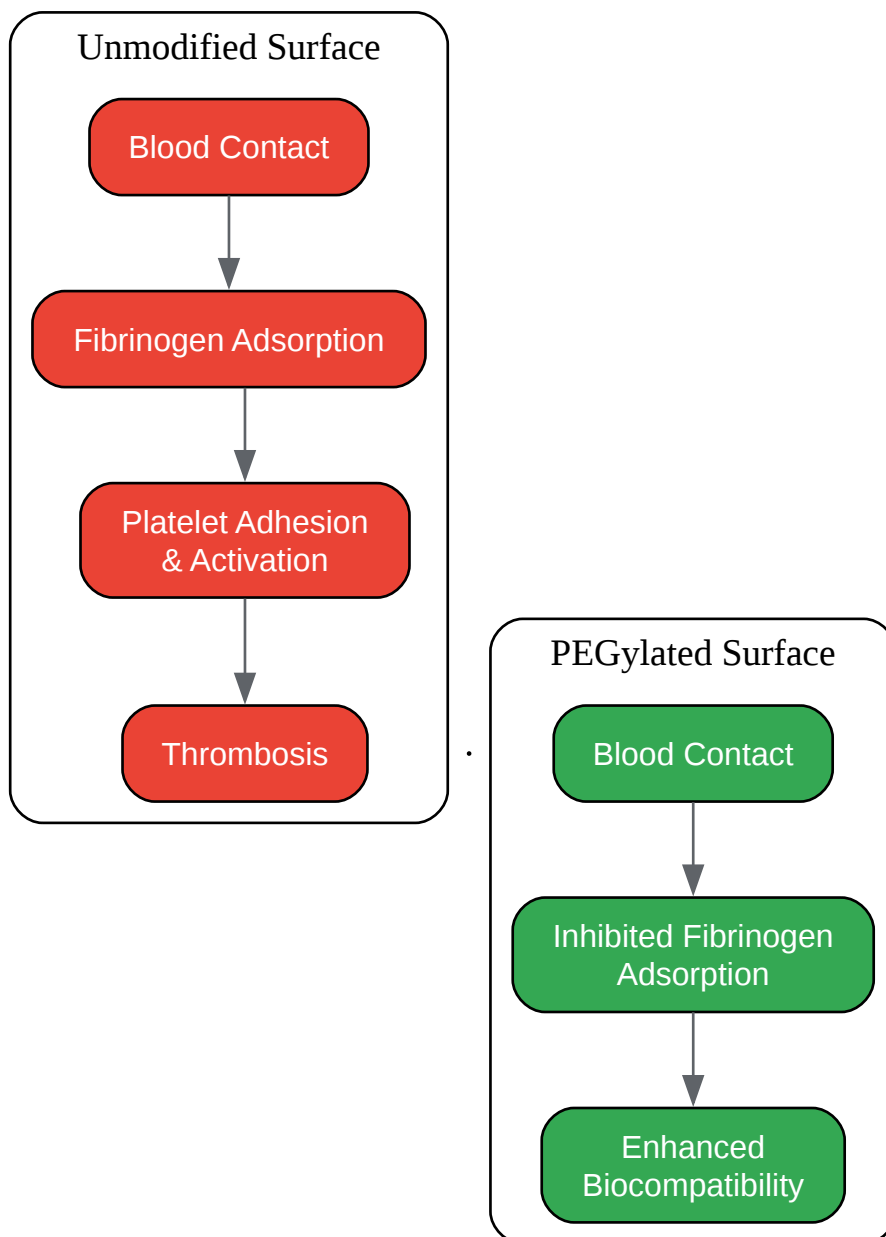 Unmodified Surface
Blood Contact
Fibrinogen Adsorption
Platelet Adhesion
& Activation
Thrombosis
.
PEGylated Surface
Blood Contact
Inhibited Fibrinogen
Adsorption
Enhanced
Biocompatibility